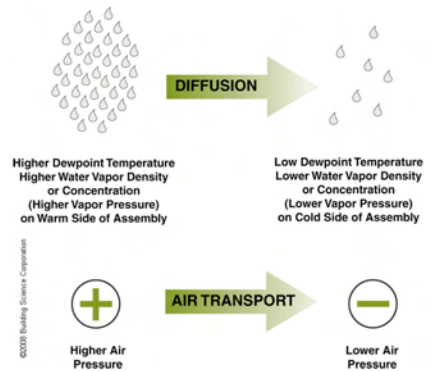 DIFFUSION
Higher Dewpoint Temperature
Higher Water Vapor Density
or Concentration
(Higher Vapor Pressure)
on Warm Side of Assembly
Low Dewpoint Temperature
Lower Water Vapor Density
or Concentration
(Lower Vapor Pressure)
on Cold Side of Assembly
©2008 Building Science Corporation
AIR TRANSPORT
Higher Air
Pressure
Lower Air
Pressure